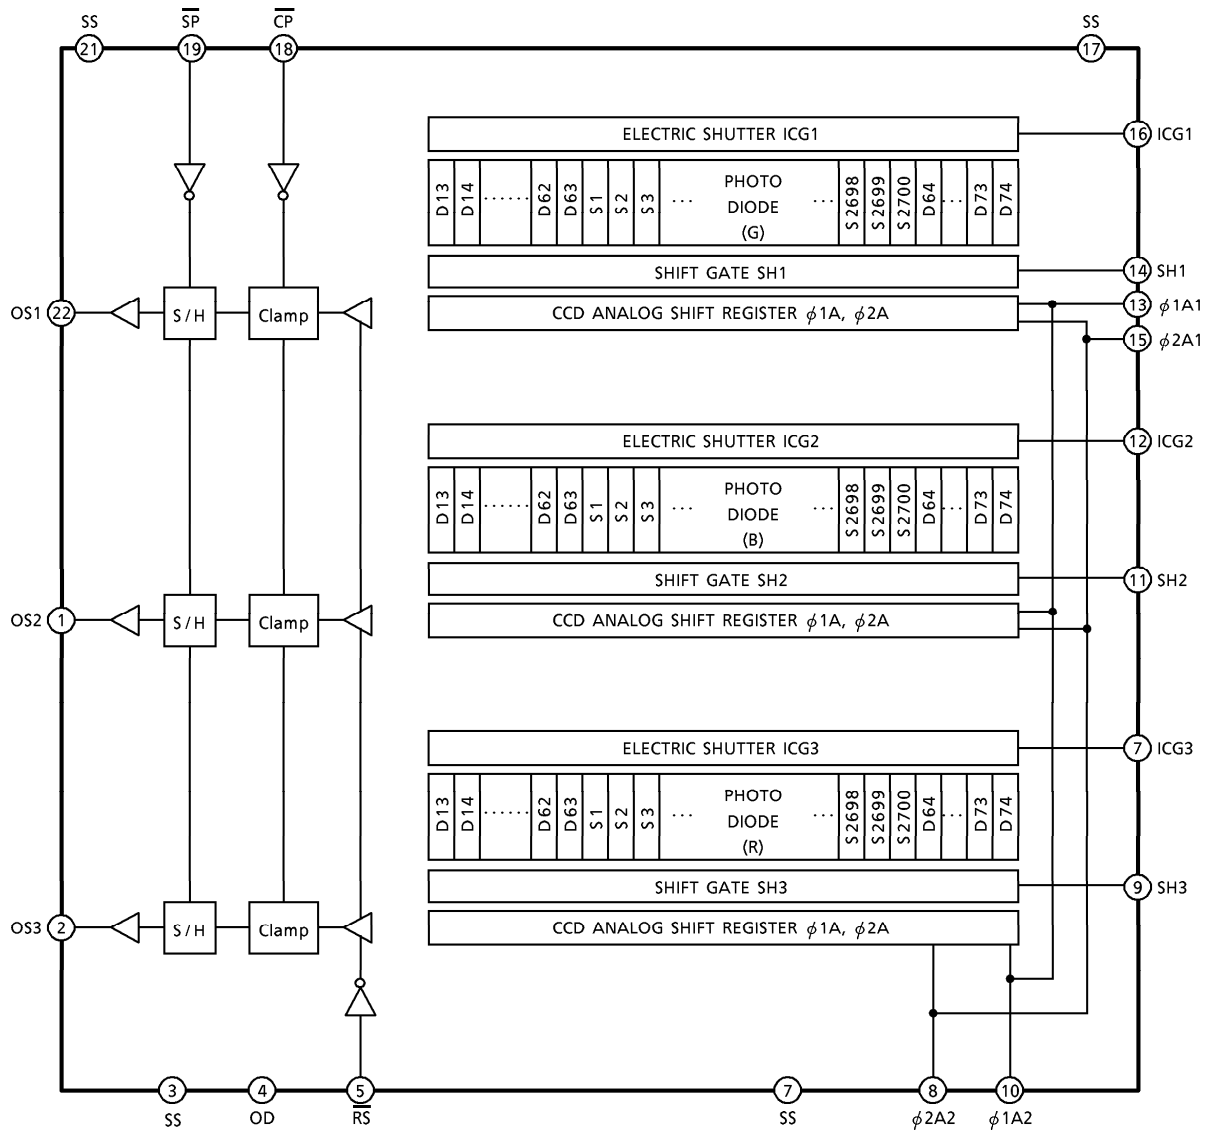 SS SP CP SS
21 19 18 17
ELECTRIC SHUTTER ICG1 16 ICG1
D13 D14 ······ D62 D63 S1 S2 S3 ··· PHOTO DIODE (G) ··· S2698 S2699 S2700 D64 ··· D73 D74
SHIFT GATE SH1 14 SH1
OS1 22 S/H Clamp CCD ANALOG SHIFT REGISTER ϕ1A, ϕ2A 13 ϕ1A1
15 ϕ2A1
ELECTRIC SHUTTER ICG2 12 ICG2
D13 D14 ······ D62 D63 S1 S2 S3 ··· PHOTO DIODE (B) ··· S2698 S2699 S2700 D64 ··· D73 D74
SHIFT GATE SH2 11 SH2
OS2 1 S/H Clamp CCD ANALOG SHIFT REGISTER ϕ1A, ϕ2A
ELECTRIC SHUTTER ICG3 7 ICG3
D13 D14 ······ D62 D63 S1 S2 S3 ··· PHOTO DIODE (R) ··· S2698 S2699 S2700 D64 ··· D73 D74
SHIFT GATE SH3 9 SH3
OS3 2 S/H Clamp CCD ANALOG SHIFT REGISTER ϕ1A, ϕ2A
3 4 5 7 8 10
SS OD RS SS ϕ2A2 ϕ1A2